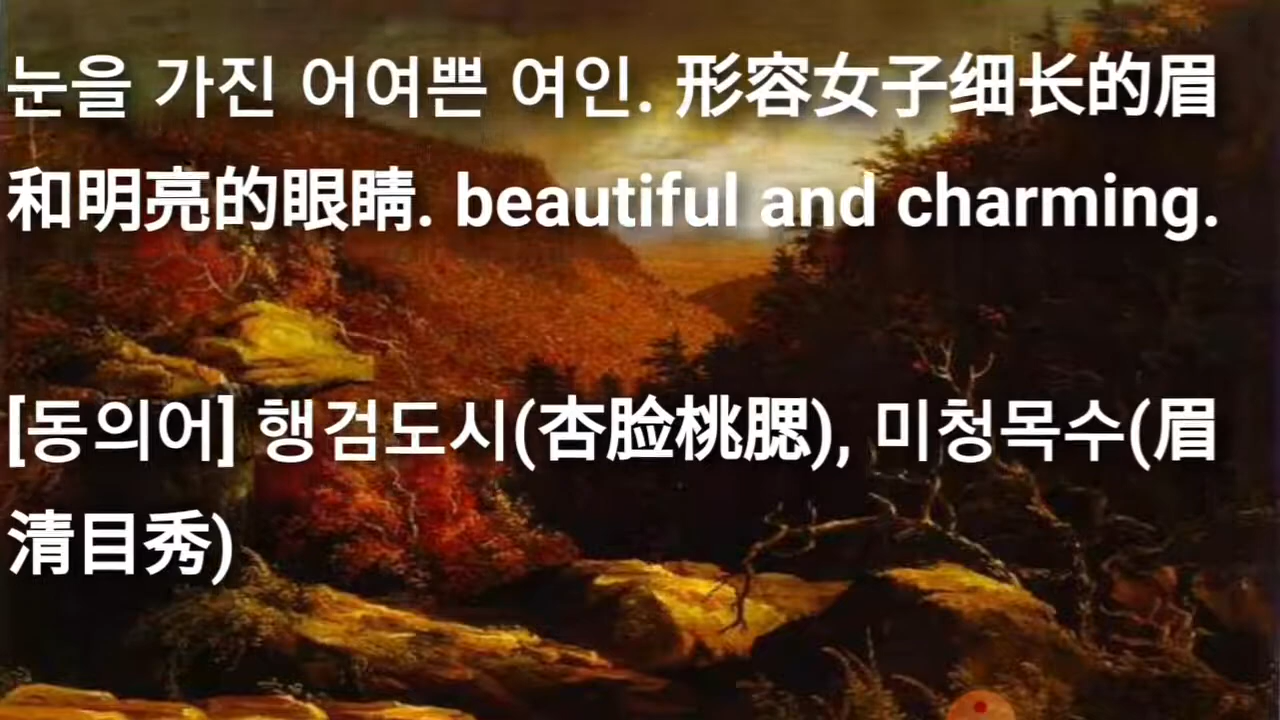 눈을 가진 어여쁜 여인. 形容女子细长的眉
和明亮的眼睛. beautiful and charming.
[동의어] 행검도시(杏脸桃腮), 미청목수(眉
清目秀)